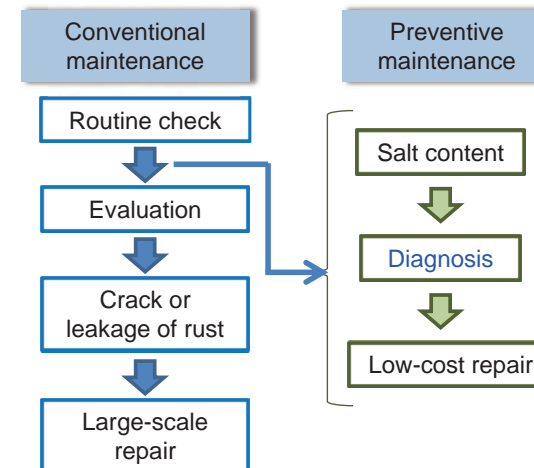 Conventional
maintenance
Routine check
Evaluation
Crack or
leakage of rust
Large-scale
repair
Preventive
maintenance
Salt content
Diagnosis
Low-cost repair